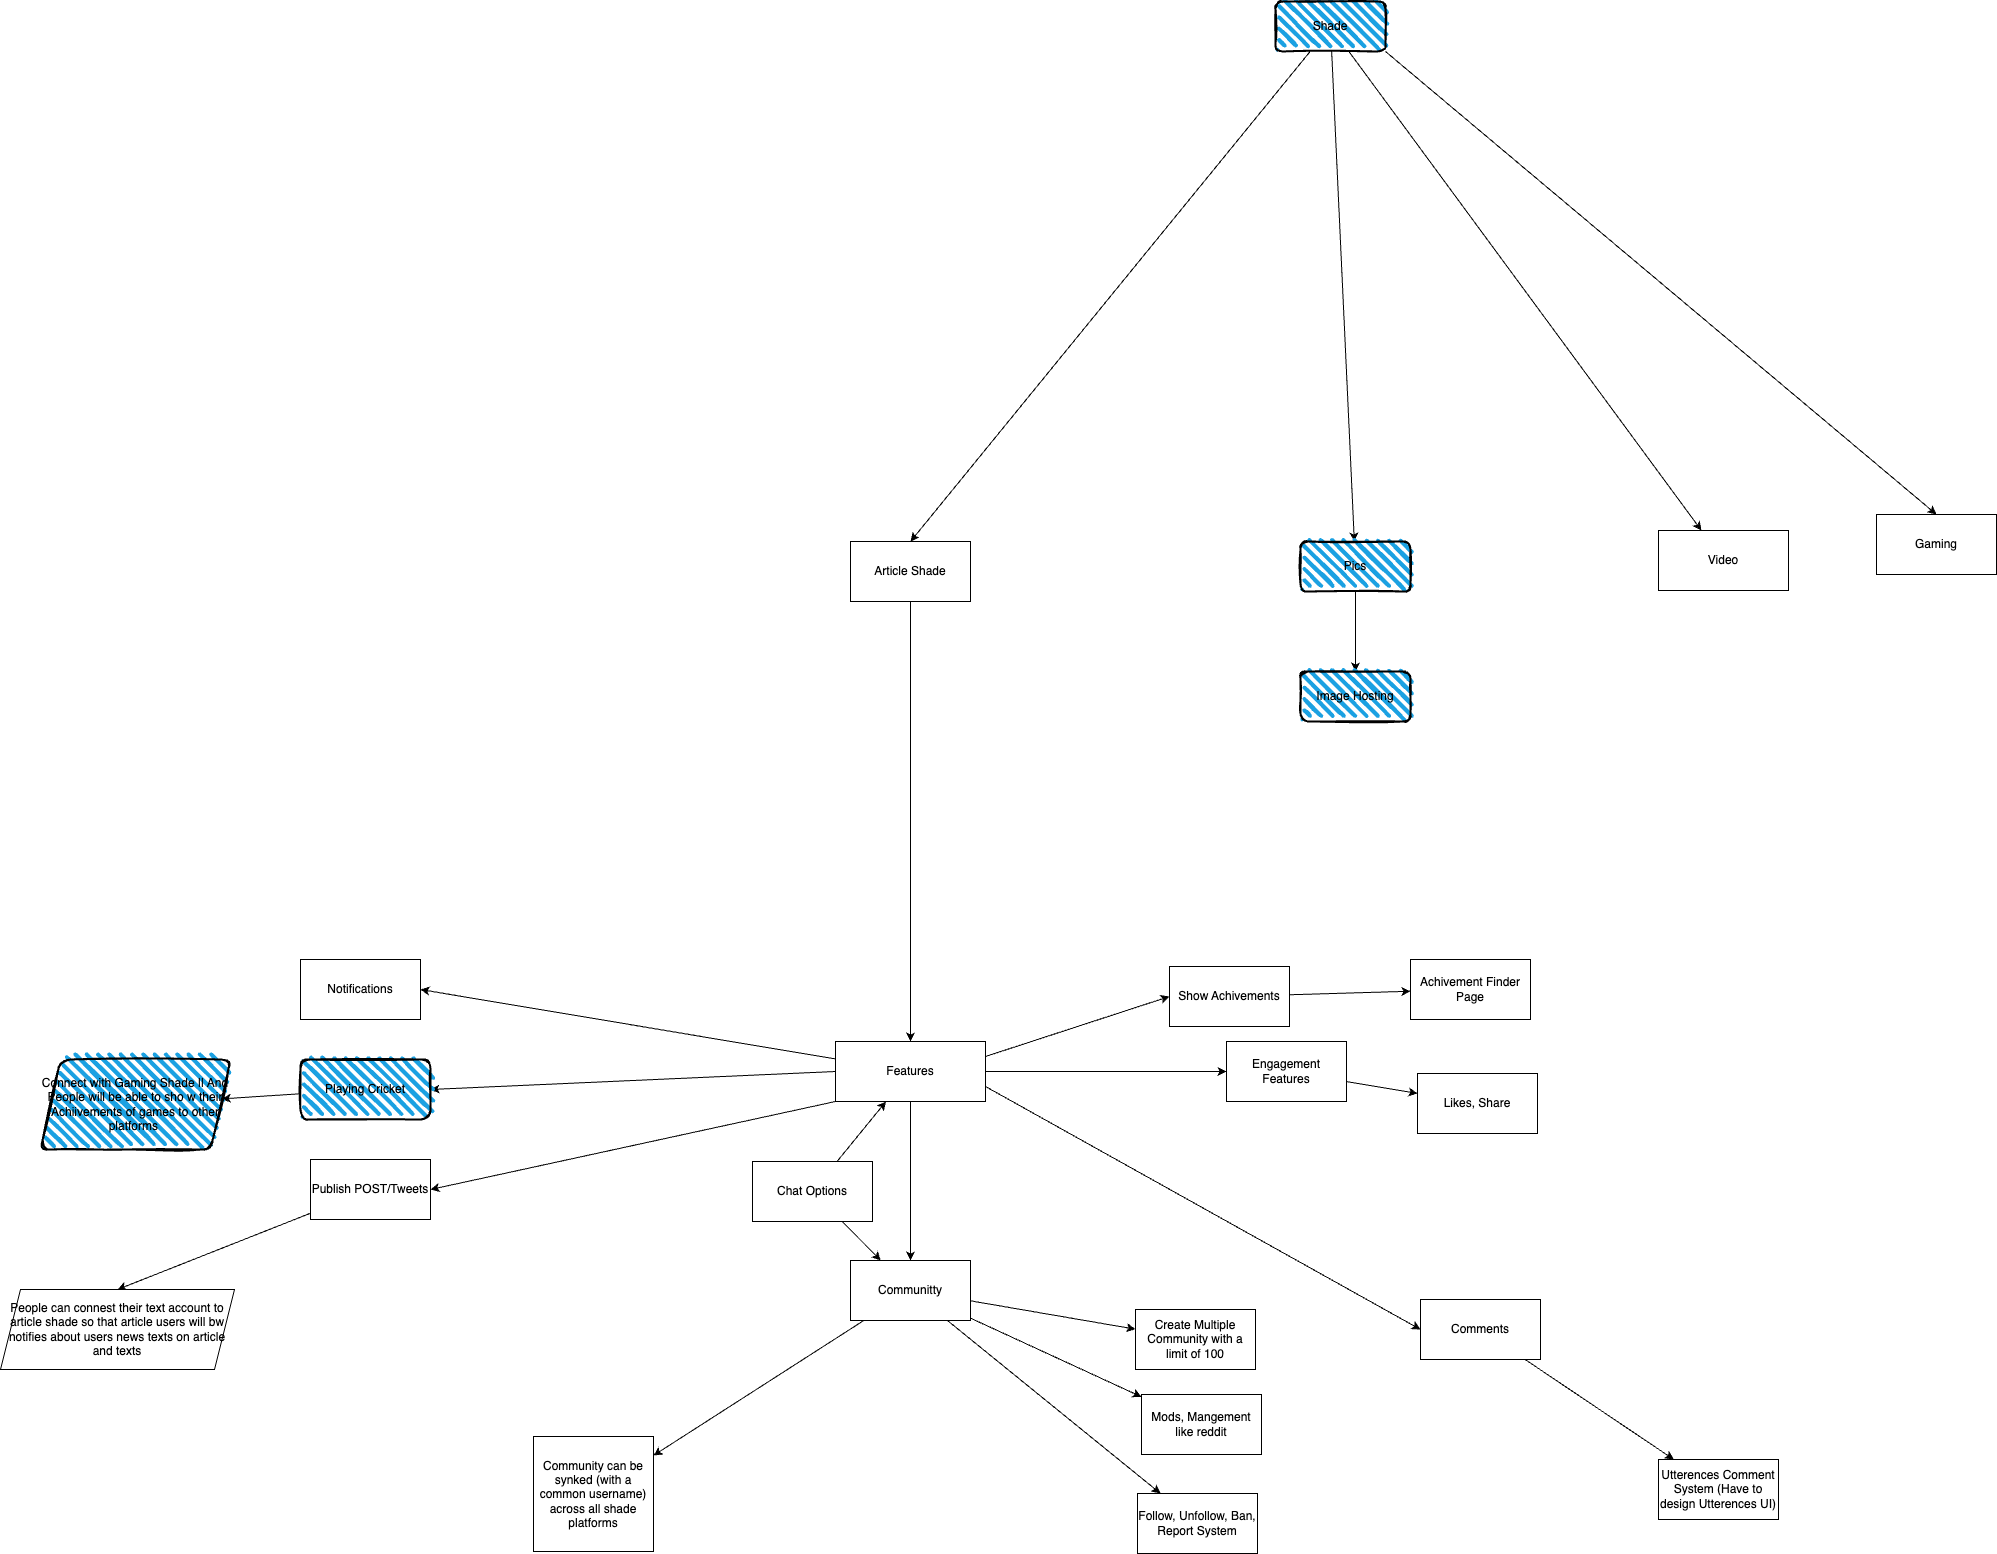 Shade
Article Shade
Pics
Video
Gaming
Image Hosting
Notifications
Show Achivements
Achivement Finder
Page
Connect with Gaming Shade II And
People will be able to sho w their
Achiivements of games to other
platforms
Playing Cricket
Features
Engagement
Features
Likes, Share
Publish POST/Tweets
Chat Options
People can connest their text account to
article shade so that article users will bw
notifies about users news texts on article
and texts
Communitty
Create Multiple
Community with a
limit of 100
Comments
Mods, Mangement
like reddit
Community can be
synked (with a
common username)
across all shade
platforms
Follow, Unfollow, Ban,
Report System
Utterences Comment
System (Have to
design Utterences UI)